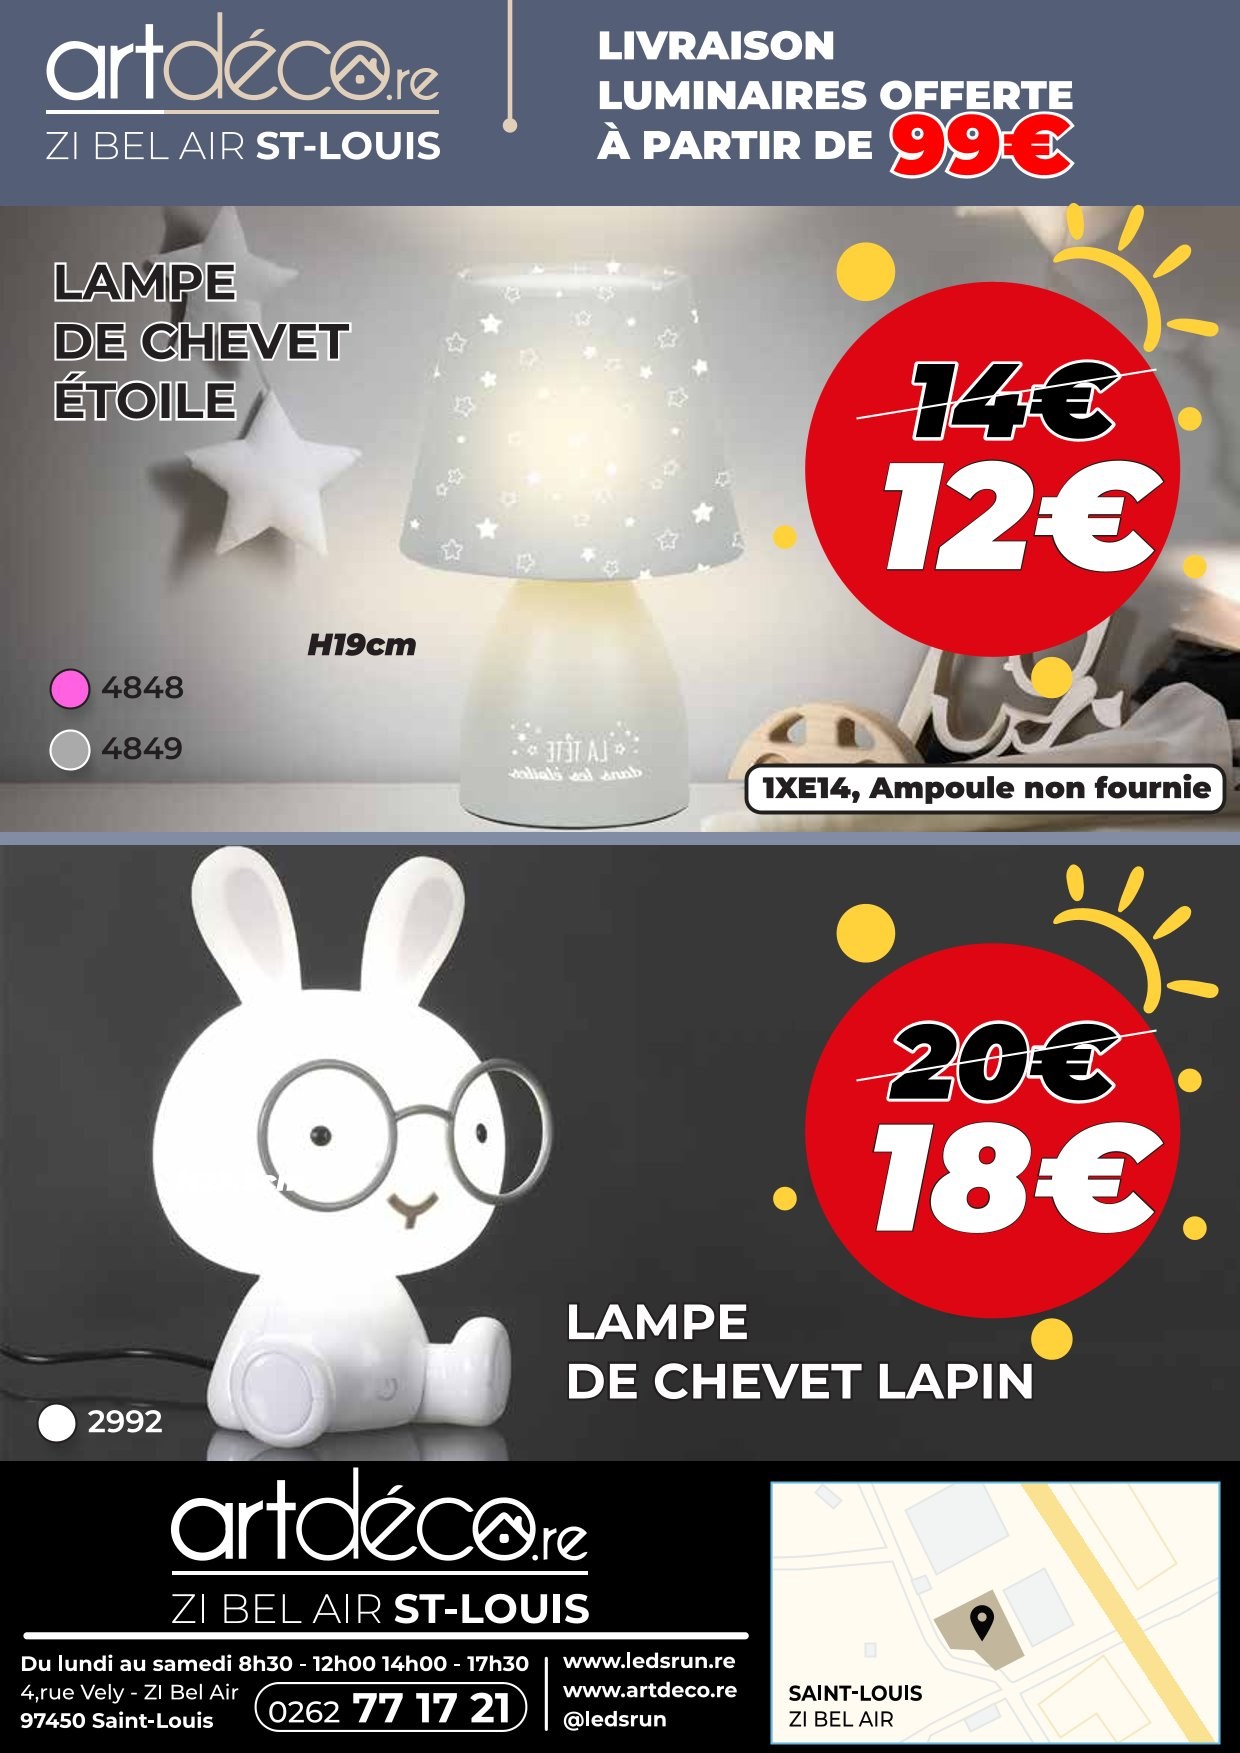 artdéco.re
ZI BEL AIR ST-LOUIS
LIVRAISON
LUMINAIRES OFFERTE
À PARTIR DE 99€
LAMPE
DE CHEVET
ÉTOILE
14€
12€
H19cm
4848
4849
LA TÊTE
dans les étoiles
1XE14, Ampoule non fournie
20€
18€
LAMPE
DE CHEVET LAPIN
2992
artdéco.re
ZI BEL AIR ST-LOUIS
Du lundi au samedi 8h30 - 12h00 14h00 - 17h30
4,rue Vely - ZI Bel Air
97450 Saint-Louis
0262 77 17 21
www.ledsrun.re
www.artdeco.re
@ledsrun
SAINT-LOUIS
ZI BEL AIR